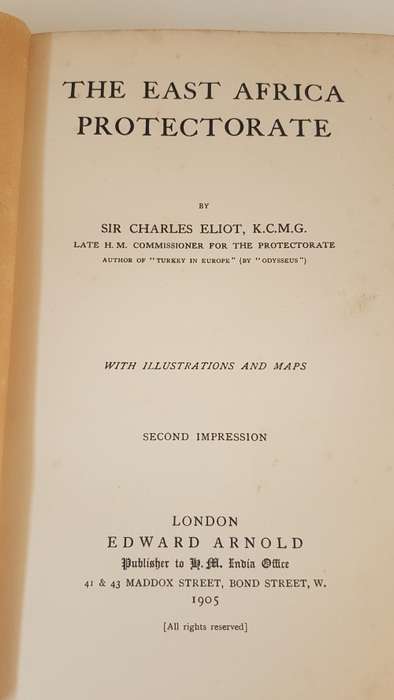 THE EAST AFRICA
PROTECTORATE
BY
SIR CHARLES ELIOT, K.C.M.G.
LATE H. M. COMMISSIONER FOR THE PROTECTORATE
AUTHOR OF "TURKEY IN EUROPE" (BY "ODYSSEUS")
WITH ILLUSTRATIONS AND MAPS
SECOND IMPRESSION
LONDON
EDWARD ARNOLD
Publisher to H.M. India Office
41 & 43 MADDOX STREET, BOND STREET, W.
1905
[All rights reserved]